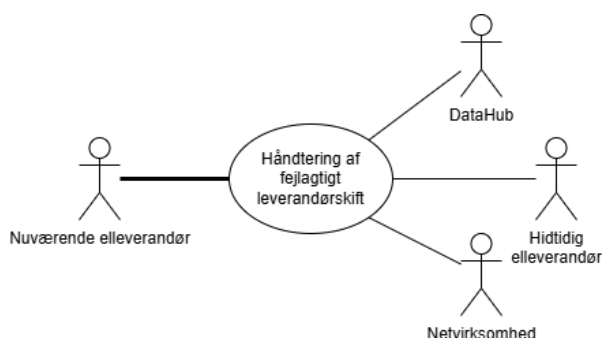 DataHub
Håndtering af
fejlagtigt
leverandørskift
Nuværende elleverandør
Hidtidig
elleverandør
Netvirksomhed